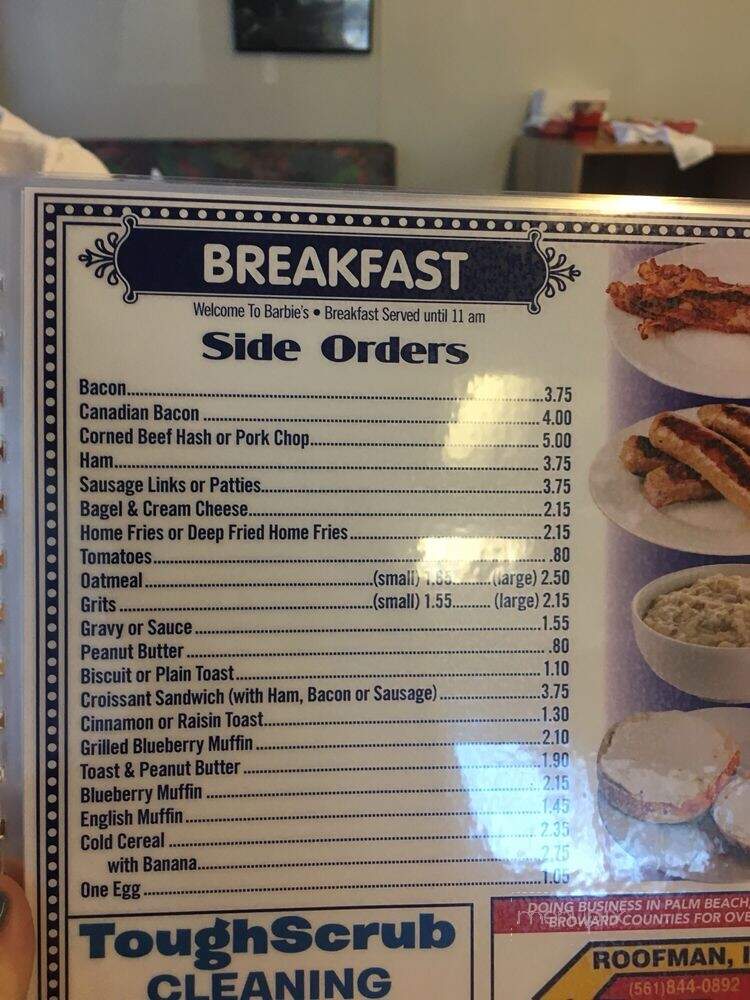 BREAKFAST
Welcome To Barbie's • Breakfast Served until 11 am
Side Orders
Bacon 3.75
Canadian Bacon 4.00
Corned Beef Hash or Pork Chop 5.00
Ham 3.75
Sausage Links or Patties 3.75
Bagel & Cream Cheese 2.15
Home Fries or Deep Fried Home Fries 2.15
Tomatoes .80
Oatmeal (small) 1.85 (large) 2.50
Grits (small) 1.55 (large) 2.15
Gravy or Sauce 1.55
Peanut Butter .80
Biscuit or Plain Toast 1.10
Croissant Sandwich (with Ham, Bacon or Sausage) 3.75
Cinnamon or Raisin Toast 1.30
Grilled Blueberry Muffin 2.10
Toast & Peanut Butter 1.90
Blueberry Muffin 2.15
English Muffin 1.45
Cold Cereal 2.35
with Banana 2.75
One Egg 1.05
ToughScrub
CLEANING
DOING BUSINESS IN PALM BEACH,
BROWARD COUNTIES FOR OVE
ROOFMAN, I
(561)844-0892